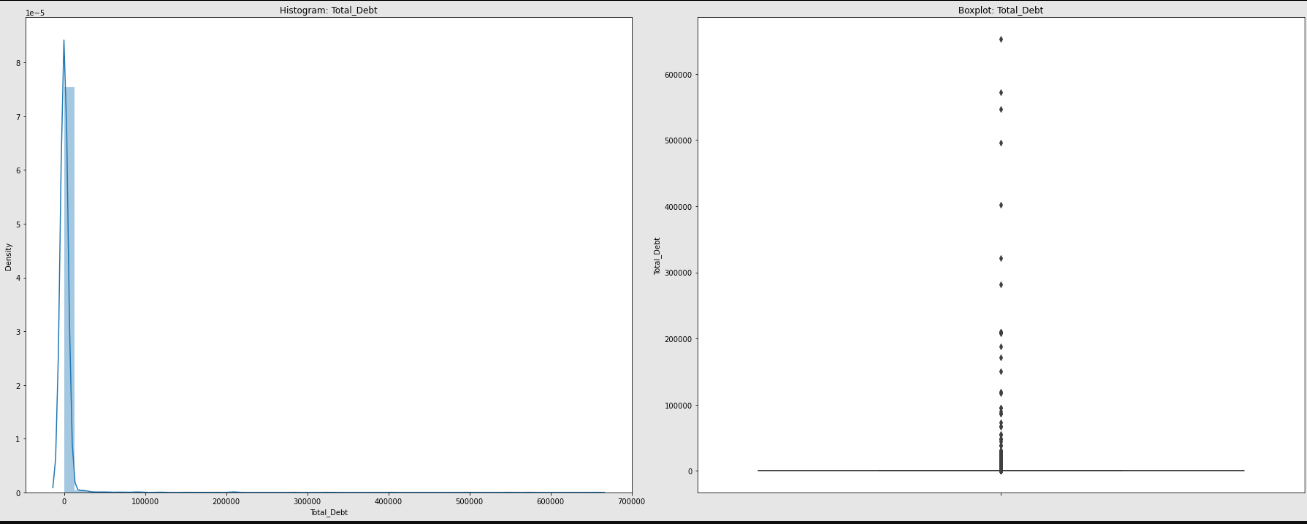 Histogram: Total_Debt
1e−5
8
7
6
5
4
3
2
1
0
Density
0 100000 200000 300000 400000 500000 600000 700000
Total_Debt
Boxplot: Total_Debt
600000
500000
400000
300000
200000
100000
0
Total_Debt